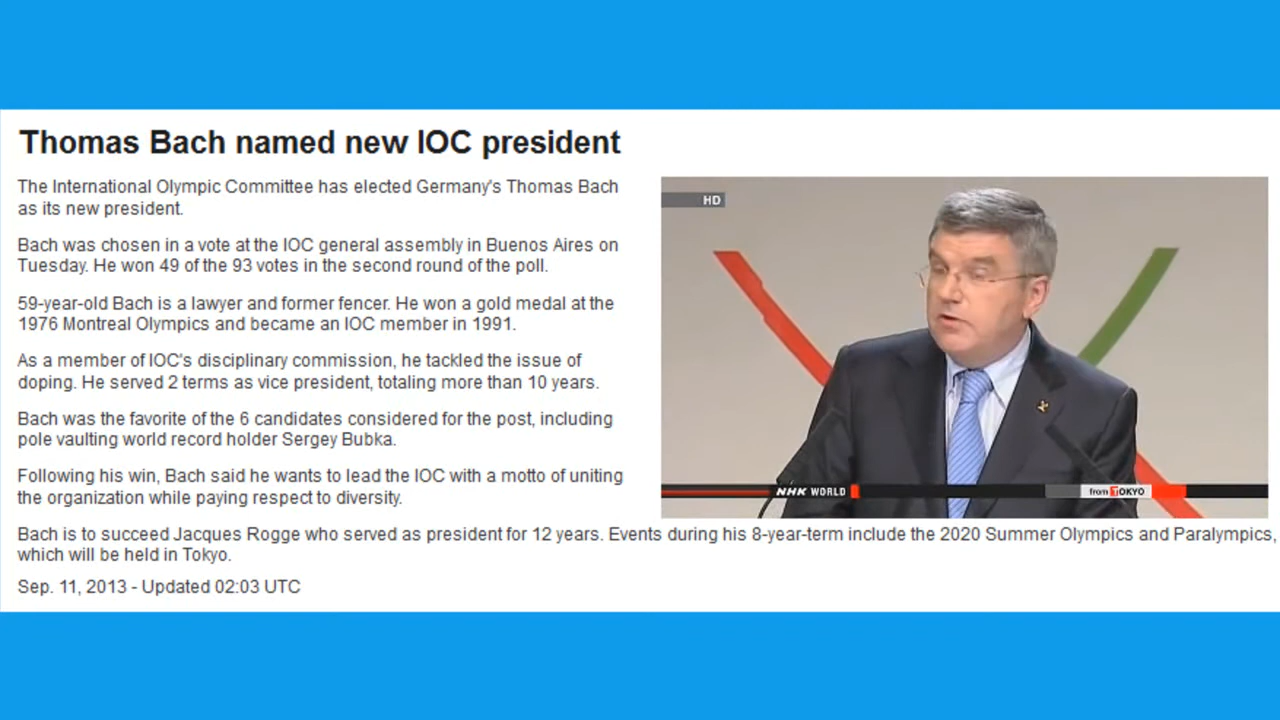 Thomas Bach named new IOC president
The International Olympic Committee has elected Germany's Thomas Bach
as its new president.
Bach was chosen in a vote at the IOC general assembly in Buenos Aires on
Tuesday. He won 49 of the 93 votes in the second round of the poll.
59-year-old Bach is a lawyer and former fencer. He won a gold medal at the
1976 Montreal Olympics and became an IOC member in 1991.
As a member of IOC's disciplinary commission, he tackled the issue of
doping. He served 2 terms as vice president, totaling more than 10 years.
Bach was the favorite of the 6 candidates considered for the post, including
pole vaulting world record holder Sergey Bubka.
Following his win, Bach said he wants to lead the IOC with a motto of uniting
the organization while paying respect to diversity.
Bach is to succeed Jacques Rogge who served as president for 12 years. Events during his 8-year-term include the 2020 Summer Olympics and Paralympics,
which will be held in Tokyo.
Sep. 11, 2013 - Updated 02:03 UTC
HD
NHK WORLD
from TOKYO